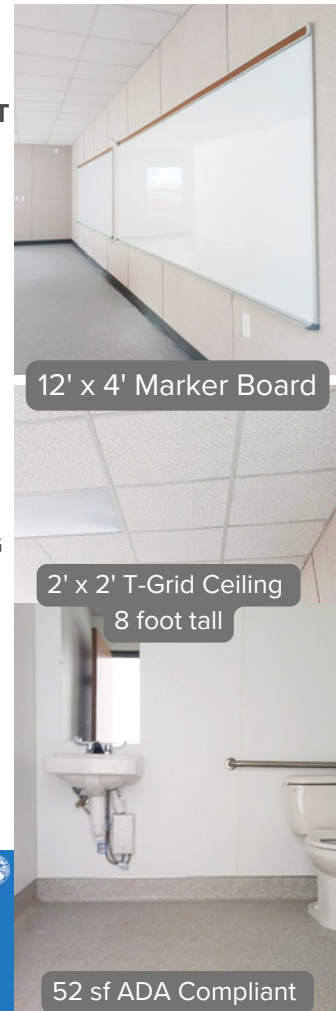 T
12' x 4' Marker Board
2' x 2' T-Grid Ceiling
8 foot tall
52 sf ADA Compliant